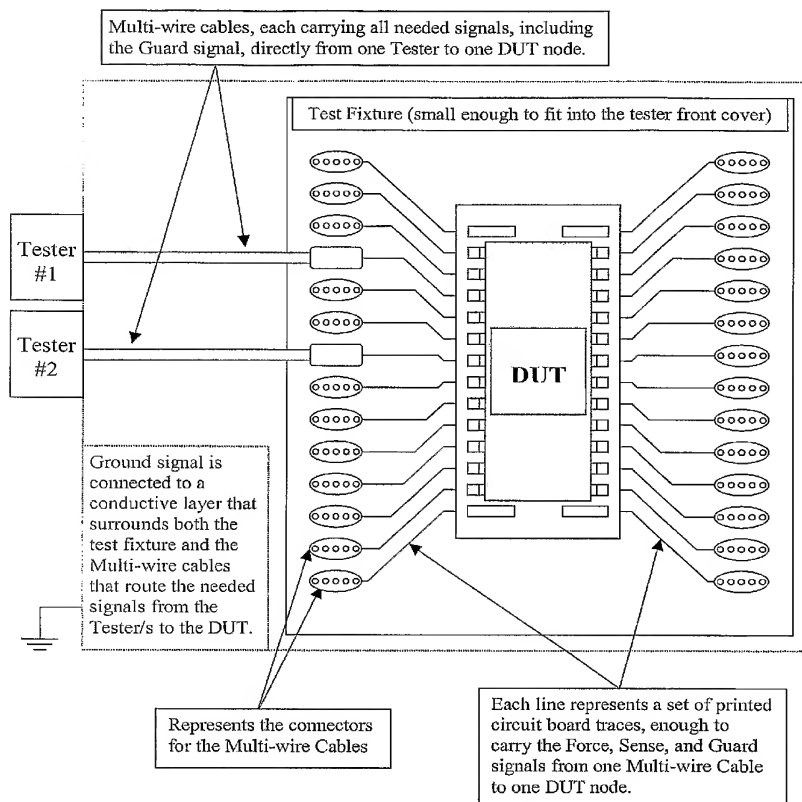 Multi-wire cables, each carrying all needed signals, including
the Guard signal, directly from one Tester to one DUT node.
Test Fixture (small enough to fit into the tester front cover)
Tester
#1
Tester
#2
DUT
Ground signal is
connected to a
conductive layer that
surrounds both the
test fixture and the
Multi-wire cables
that route the needed
signals from the
Tester/s to the DUT.
Represents the connectors
for the Multi-wire Cables
Each line represents a set of printed
circuit board traces, enough to
carry the Force, Sense, and Guard
signals from one Multi-wire Cable
to one DUT node.